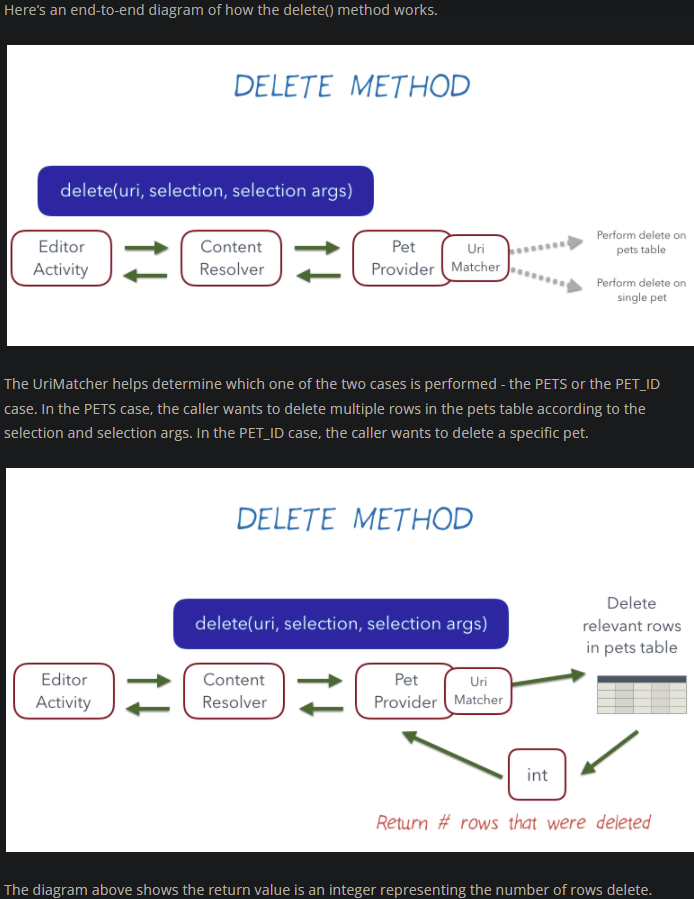 Here's an end-to-end diagram of how the delete() method works.
DELETE METHOD
delete(uri, selection, selection args)
Editor
Activity
Content
Resolver
Pet
Provider
Uri
Matcher
Perform delete on
pets table
Perform delete on
single pet
The UriMatcher helps determine which one of the two cases is performed - the PETS or the PET_ID
case. In the PETS case, the caller wants to delete multiple rows in the pets table according to the
selection and selection args. In the PET_ID case, the caller wants to delete a specific pet.
DELETE METHOD
delete(uri, selection, selection args)
Delete
relevant rows
in pets table
Editor
Activity
Content
Resolver
Pet
Provider
Uri
Matcher
int
Return # rows that were deleted
The diagram above shows the return value is an integer representing the number of rows delete.